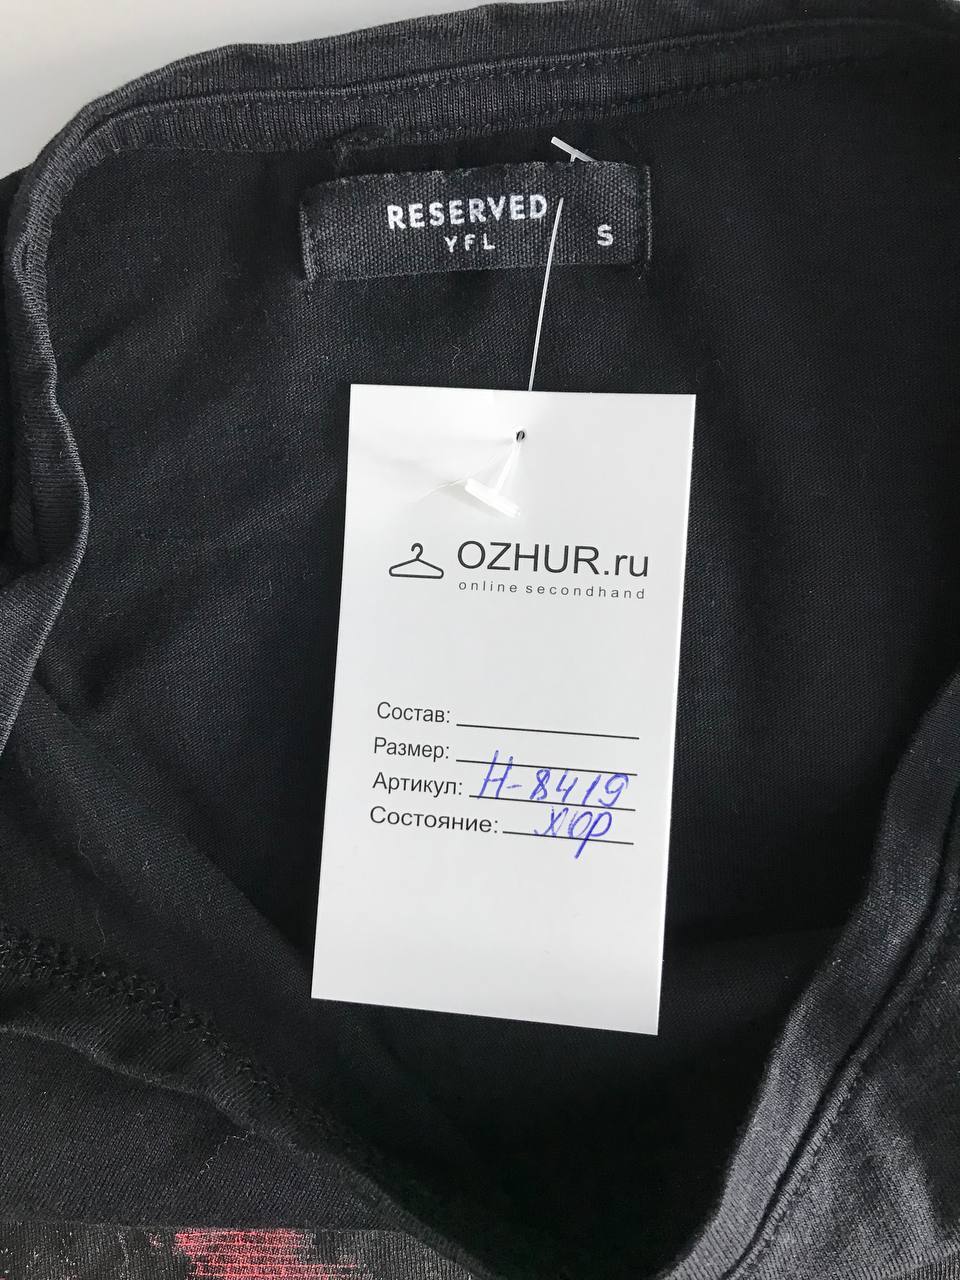 RESERVED
YFL
S
OZHUR.ru
online secondhand
Состав:
Размер:
Артикул: Н-8419
Состояние: хор